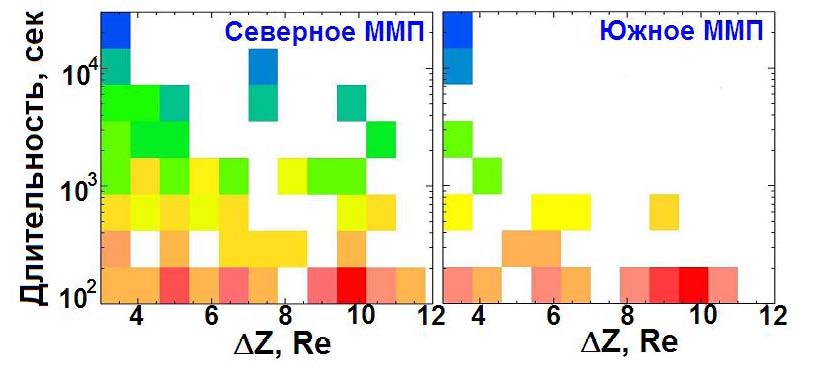 Северное ММП
Южное ММП
Длительность, сек
10⁴
10³
10²
4 6 8 10 12
4 6 8 10 12
ΔZ, Re
ΔZ, Re